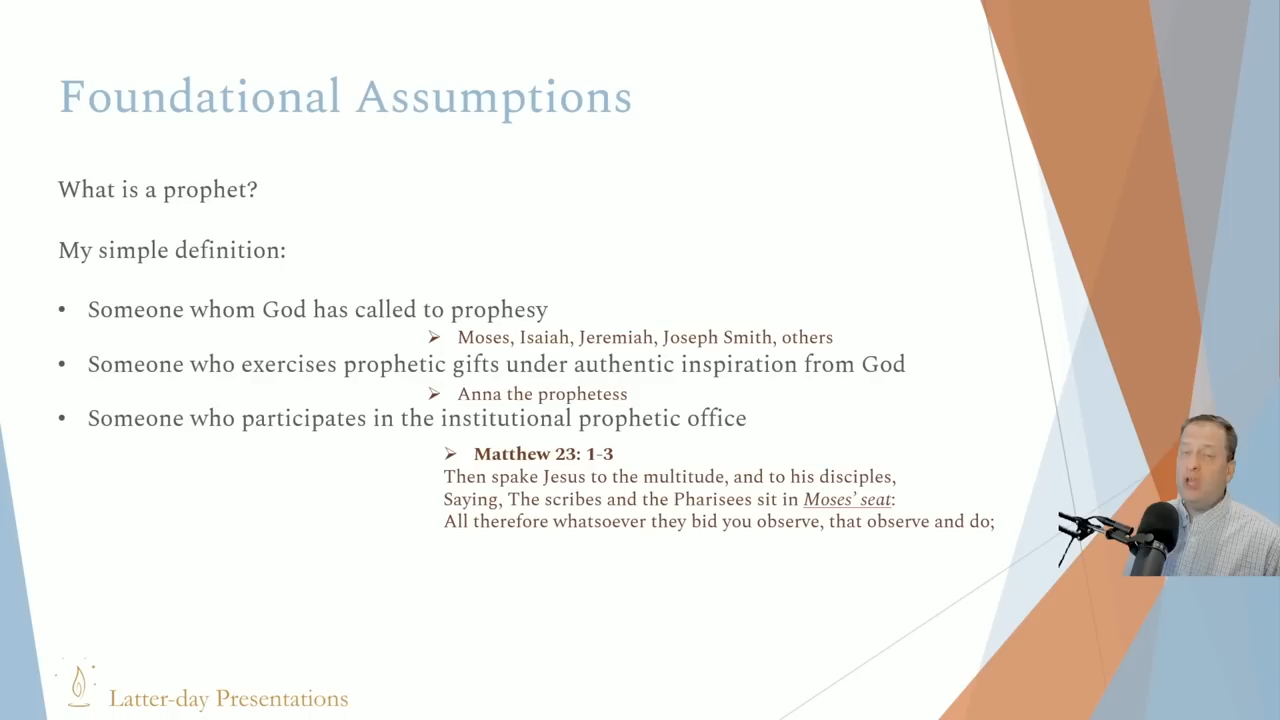 Foundational Assumptions
What is a prophet?
My simple definition:
• Someone whom God has called to prophesy
➤ Moses, Isaiah, Jeremiah, Joseph Smith, others
• Someone who exercises prophetic gifts under authentic inspiration from God
➤ Anna the prophetess
• Someone who participates in the institutional prophetic office
➤ Matthew 23: 1-3
Then spake Jesus to the multitude, and to his disciples,
Saying, The scribes and the Pharisees sit in Moses’ seat:
All therefore whatsoever they bid you observe, that observe and do;
Latter-day Presentations